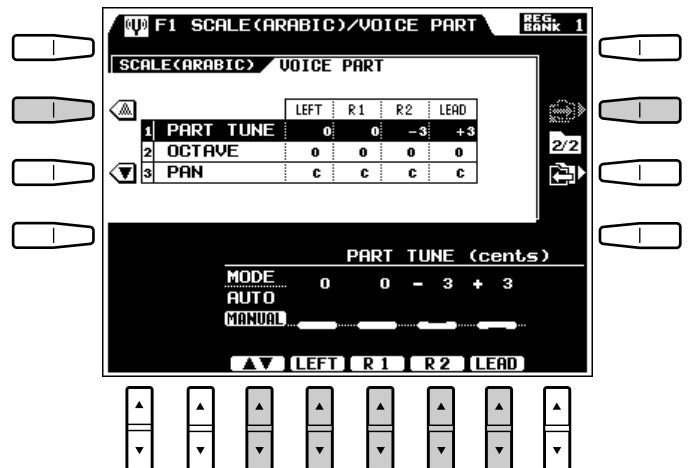 F1 SCALE(ARABIC)/VOICE PART REG. BANK 1
SCALE(ARABIC) VOICE PART
LEFT R1 R2 LEAD
1 PART TUNE 0 0 -3 +3
2 OCTAVE 0 0 0 0
2/2
3 PAN C C C C
PART TUNE (cents)
MODE 0 0 - 3 + 3
AUTO
MANUAL
▲▼ LEFT R1 R2 LEAD